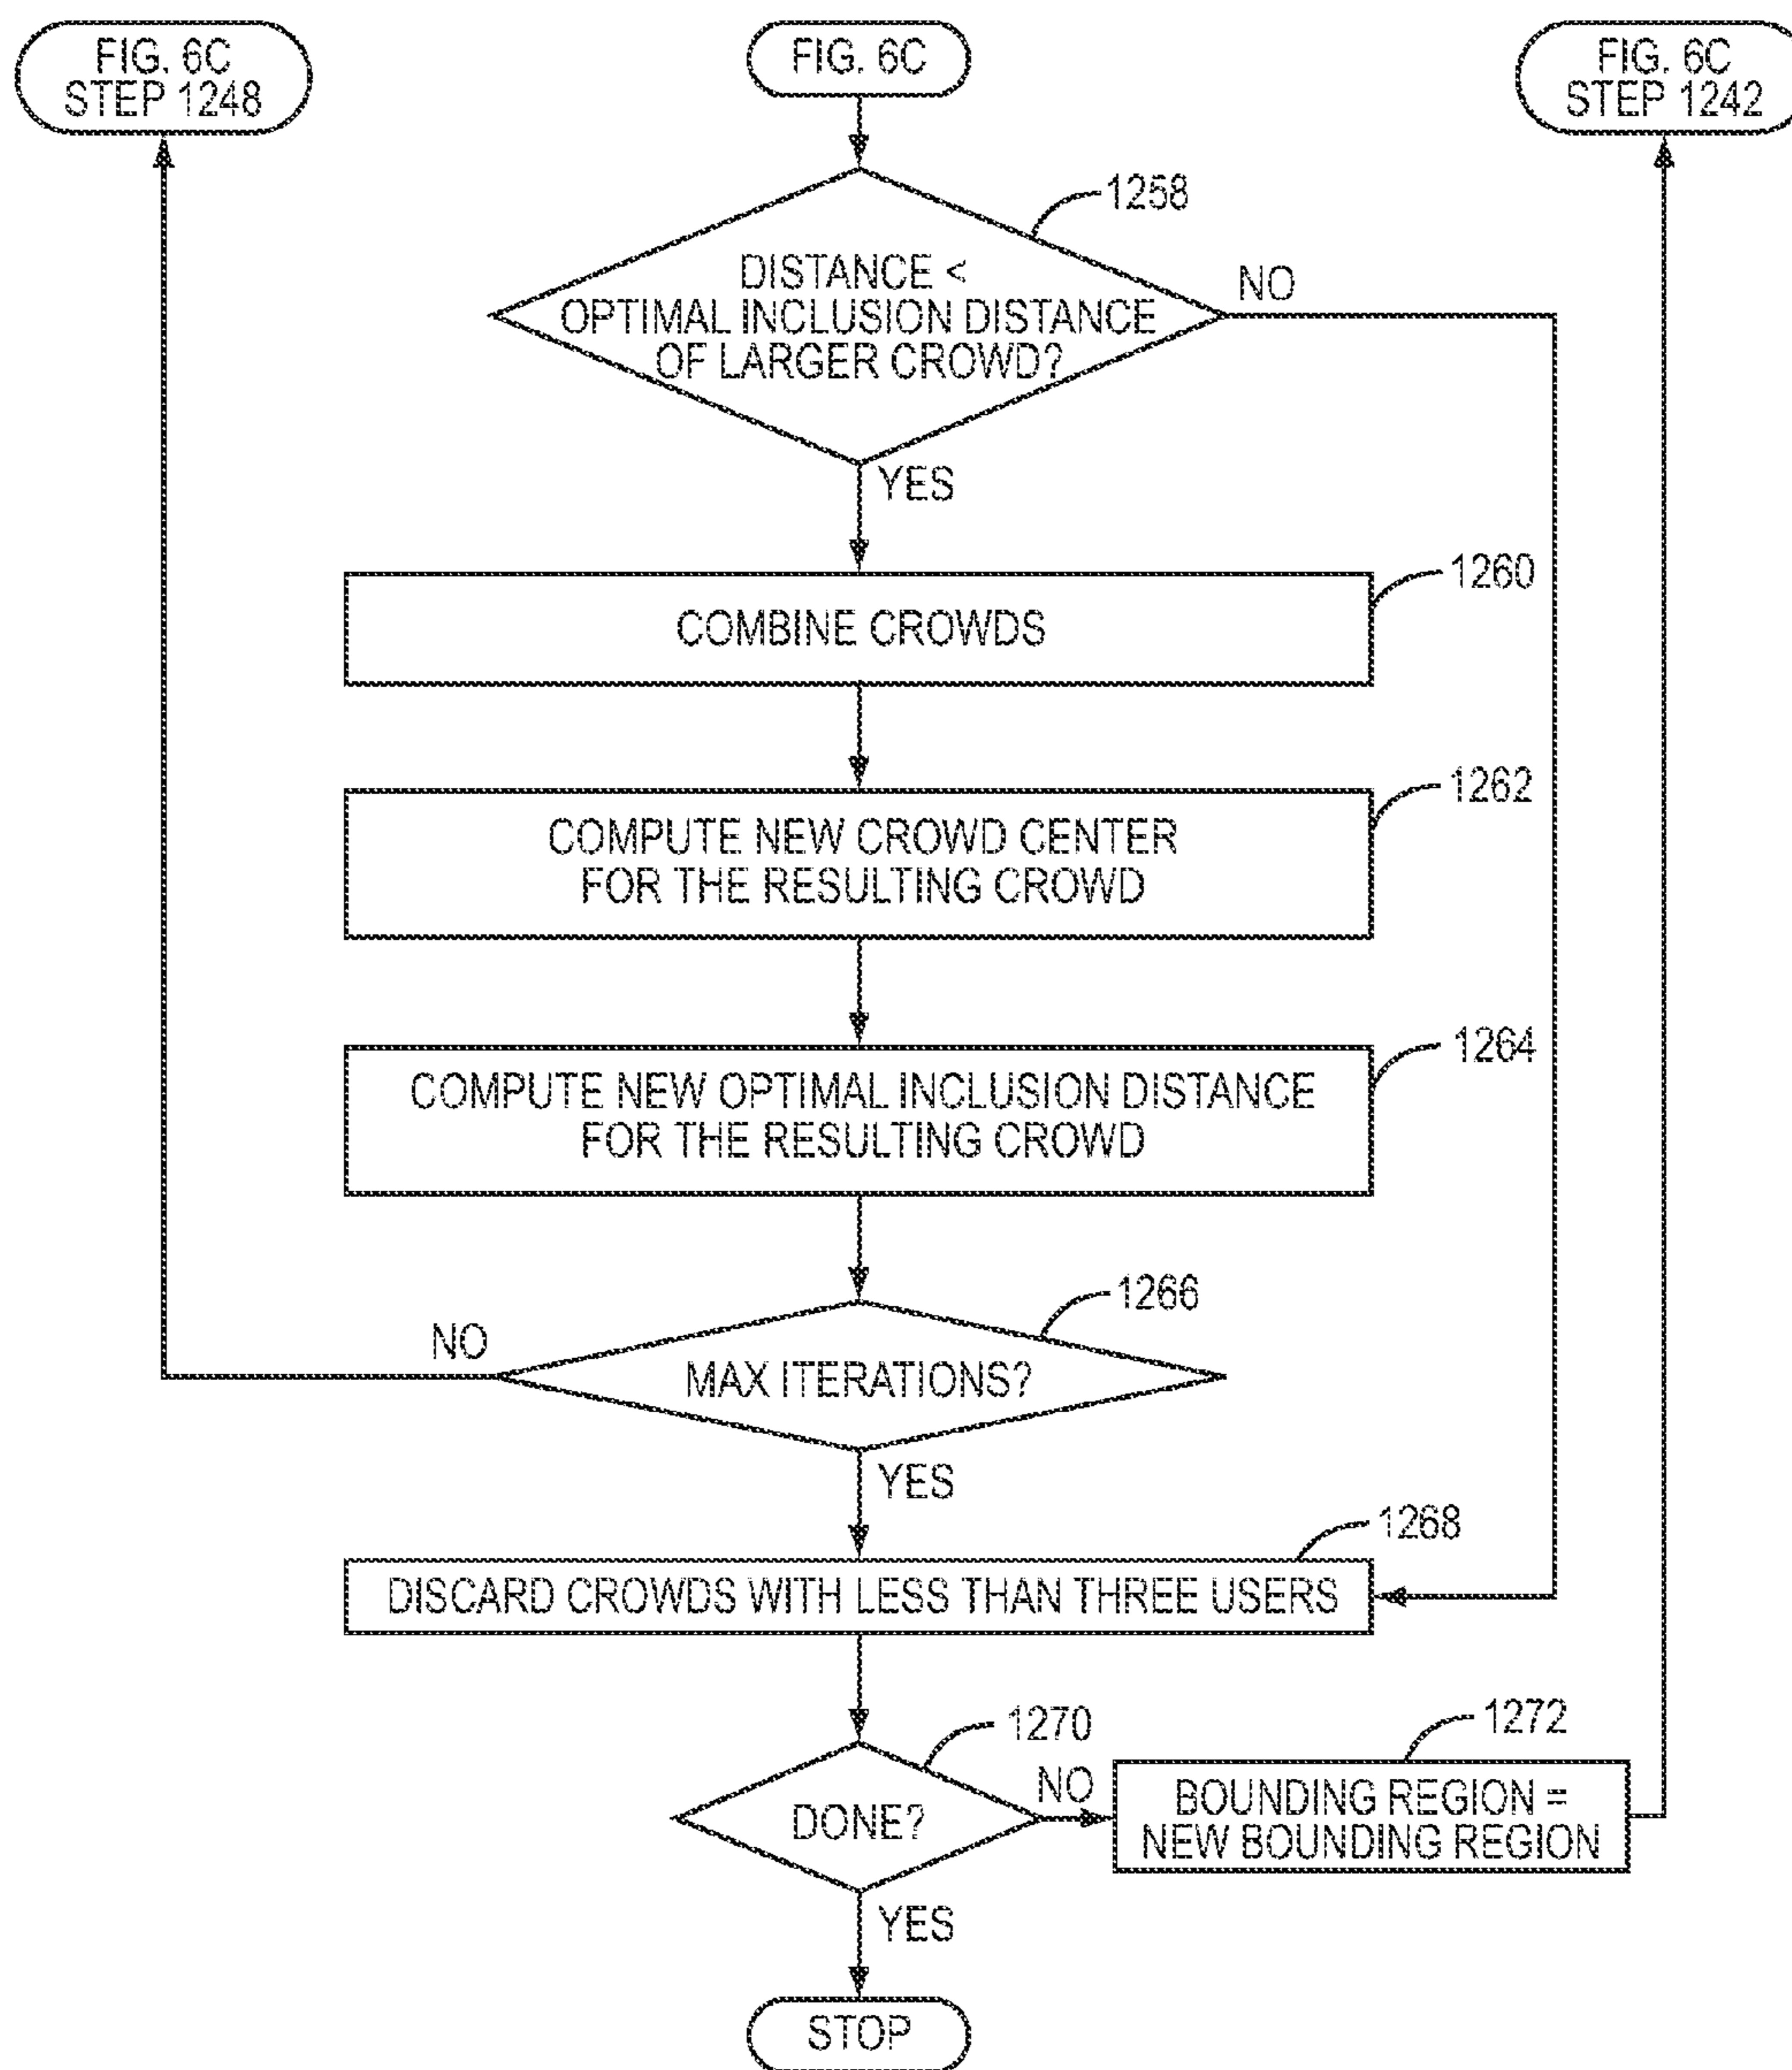 FIG. 6C
STEP 1248
FIG. 6C
FIG. 6C
STEP 1242
1258
DISTANCE <
OPTIMAL INCLUSION DISTANCE
OF LARGER CROWD?
NO
YES
1260
COMBINE CROWDS
1262
COMPUTE NEW CROWD CENTER
FOR THE RESULTING CROWD
1264
COMPUTE NEW OPTIMAL INCLUSION DISTANCE
FOR THE RESULTING CROWD
1266
NO
MAX ITERATIONS?
YES
1268
DISCARD CROWDS WITH LESS THAN THREE USERS
1270
1272
DONE?
NO
BOUNDING REGION =
NEW BOUNDING REGION
YES
STOP